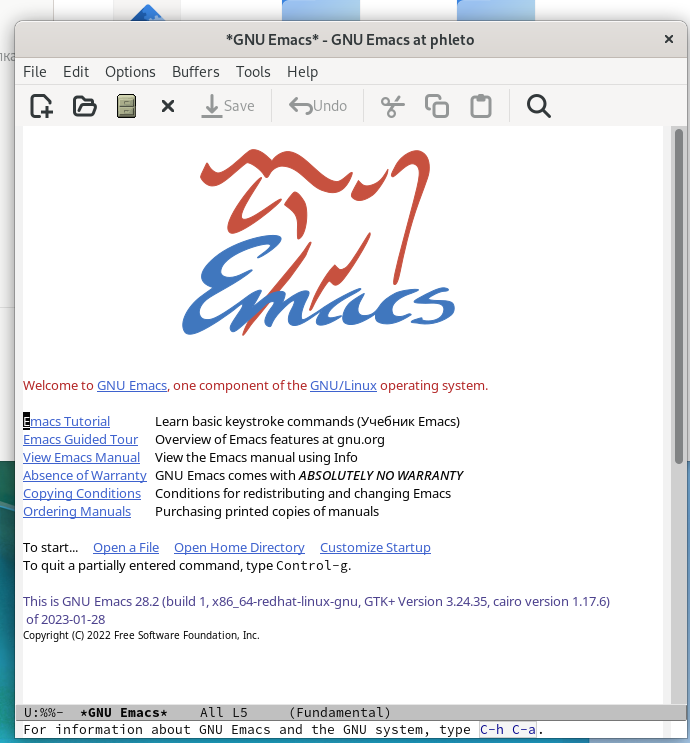 *GNU Emacs* - GNU Emacs at phleto
File Edit Options Buffers Tools Help
Save Undo
Emacs
Welcome to GNU Emacs, one component of the GNU/Linux operating system.
Emacs Tutorial Learn basic keystroke commands (Учебник Emacs)
Emacs Guided Tour Overview of Emacs features at gnu.org
View Emacs Manual View the Emacs manual using Info
Absence of Warranty GNU Emacs comes with ABSOLUTELY NO WARRANTY
Copying Conditions Conditions for redistributing and changing Emacs
Ordering Manuals Purchasing printed copies of manuals
To start... Open a File Open Home Directory Customize Startup
To quit a partially entered command, type Control-g.
This is GNU Emacs 28.2 (build 1, x86_64-redhat-linux-gnu, GTK+ Version 3.24.35, cairo version 1.17.6)
of 2023-01-28
Copyright (C) 2022 Free Software Foundation, Inc.
U:%%- *GNU Emacs* All L5 (Fundamental)
For information about GNU Emacs and the GNU system, type C-h C-a.